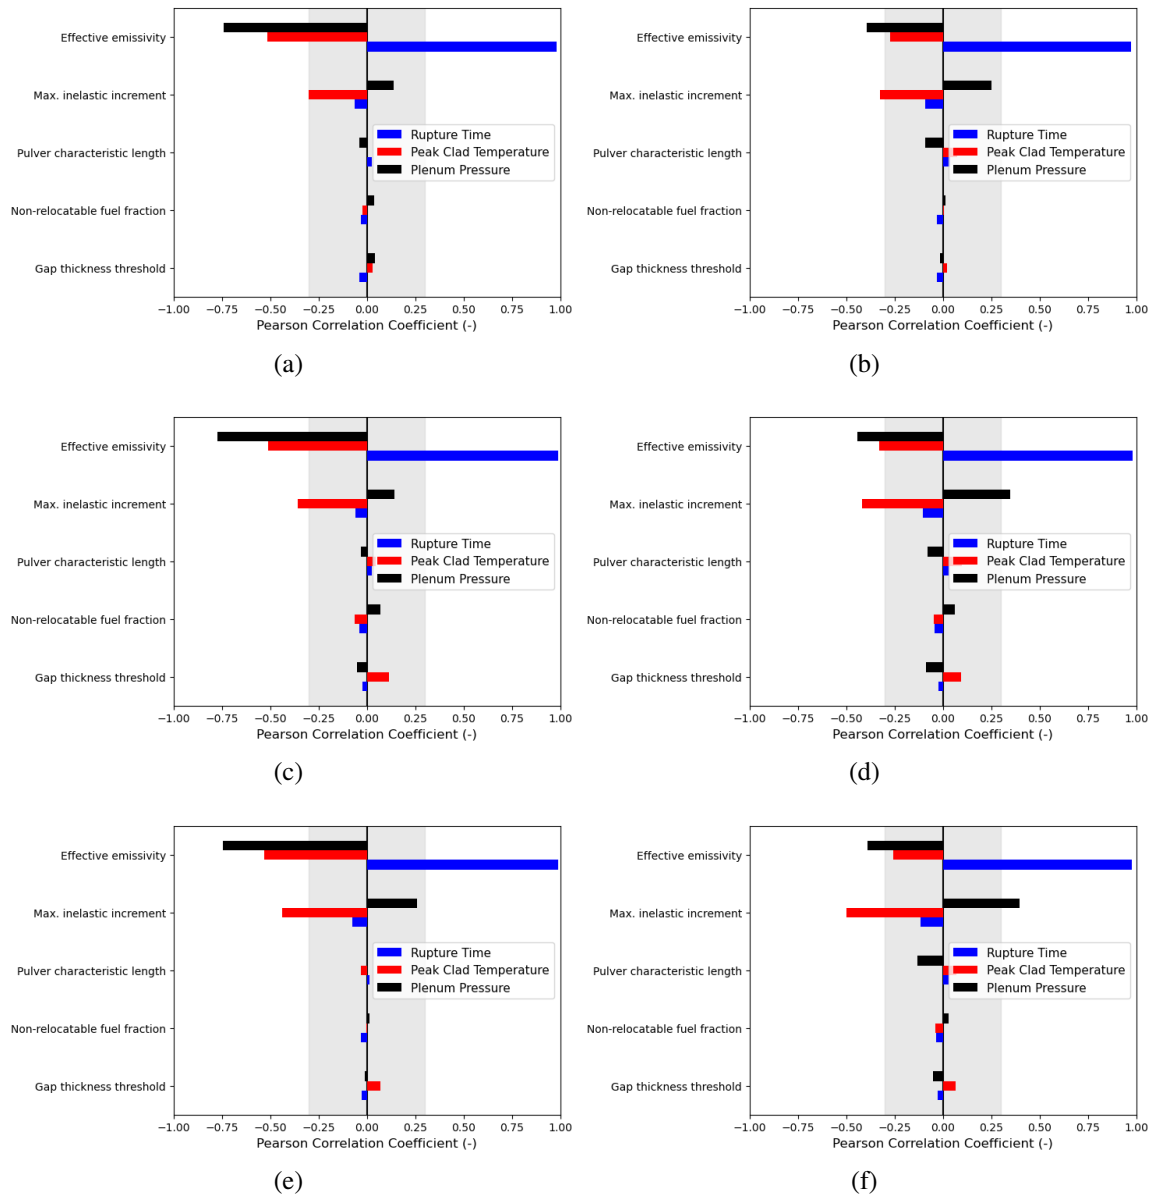 Effective emissivity
Max. inelastic increment
Pulver characteristic length
Non-relocatable fuel fraction
Gap thickness threshold
Rupture Time
Peak Clad Temperature
Plenum Pressure
−1.00 −0.75 −0.50 −0.25 0.00 0.25 0.50 0.75 1.00
Pearson Correlation Coefficient (-)
(a)
Effective emissivity
Max. inelastic increment
Pulver characteristic length
Non-relocatable fuel fraction
Gap thickness threshold
Rupture Time
Peak Clad Temperature
Plenum Pressure
−1.00 −0.75 −0.50 −0.25 0.00 0.25 0.50 0.75 1.00
Pearson Correlation Coefficient (-)
(b)
Effective emissivity
Max. inelastic increment
Pulver characteristic length
Non-relocatable fuel fraction
Gap thickness threshold
Rupture Time
Peak Clad Temperature
Plenum Pressure
−1.00 −0.75 −0.50 −0.25 0.00 0.25 0.50 0.75 1.00
Pearson Correlation Coefficient (-)
(c)
Effective emissivity
Max. inelastic increment
Pulver characteristic length
Non-relocatable fuel fraction
Gap thickness threshold
Rupture Time
Peak Clad Temperature
Plenum Pressure
−1.00 −0.75 −0.50 −0.25 0.00 0.25 0.50 0.75 1.00
Pearson Correlation Coefficient (-)
(d)
Effective emissivity
Max. inelastic increment
Pulver characteristic length
Non-relocatable fuel fraction
Gap thickness threshold
Rupture Time
Peak Clad Temperature
Plenum Pressure
−1.00 −0.75 −0.50 −0.25 0.00 0.25 0.50 0.75 1.00
Pearson Correlation Coefficient (-)
(e)
Effective emissivity
Max. inelastic increment
Pulver characteristic length
Non-relocatable fuel fraction
Gap thickness threshold
Rupture Time
Peak Clad Temperature
Plenum Pressure
−1.00 −0.75 −0.50 −0.25 0.00 0.25 0.50 0.75 1.00
Pearson Correlation Coefficient (-)
(f)